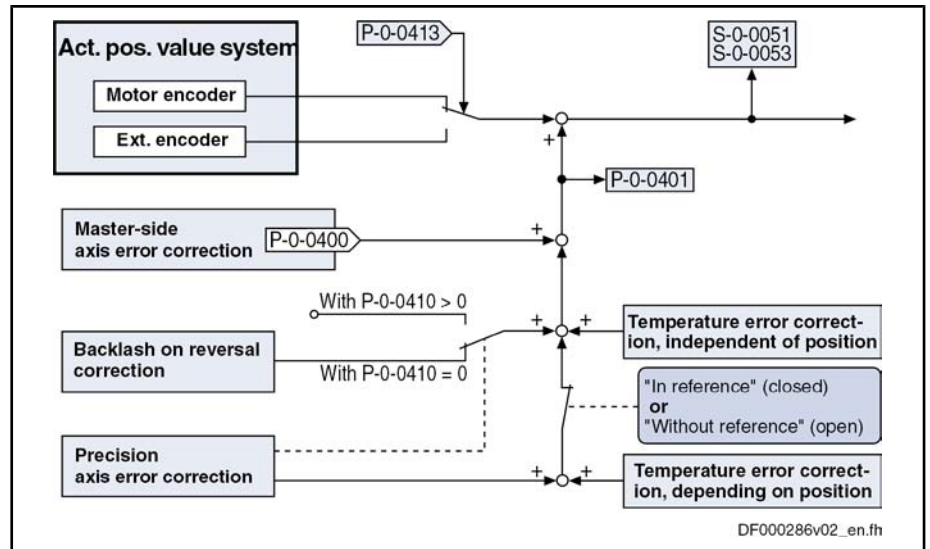 Act. pos. value system
Motor encoder
Ext. encoder
P-0-0413
S-0-0051
S-0-0053
+
P-0-0401
Master-side
axis error correction
P-0-0400
+
With P-0-0410 > 0
Backlash on reversal
correction
With P-0-0410 = 0
+ +
Temperature error correct-
ion, independent of position
"In reference" (closed)
or
"Without reference" (open)
Precision
axis error correction
+ +
Temperature error correct-
ion, depending on position
DF000286v02_en.fh